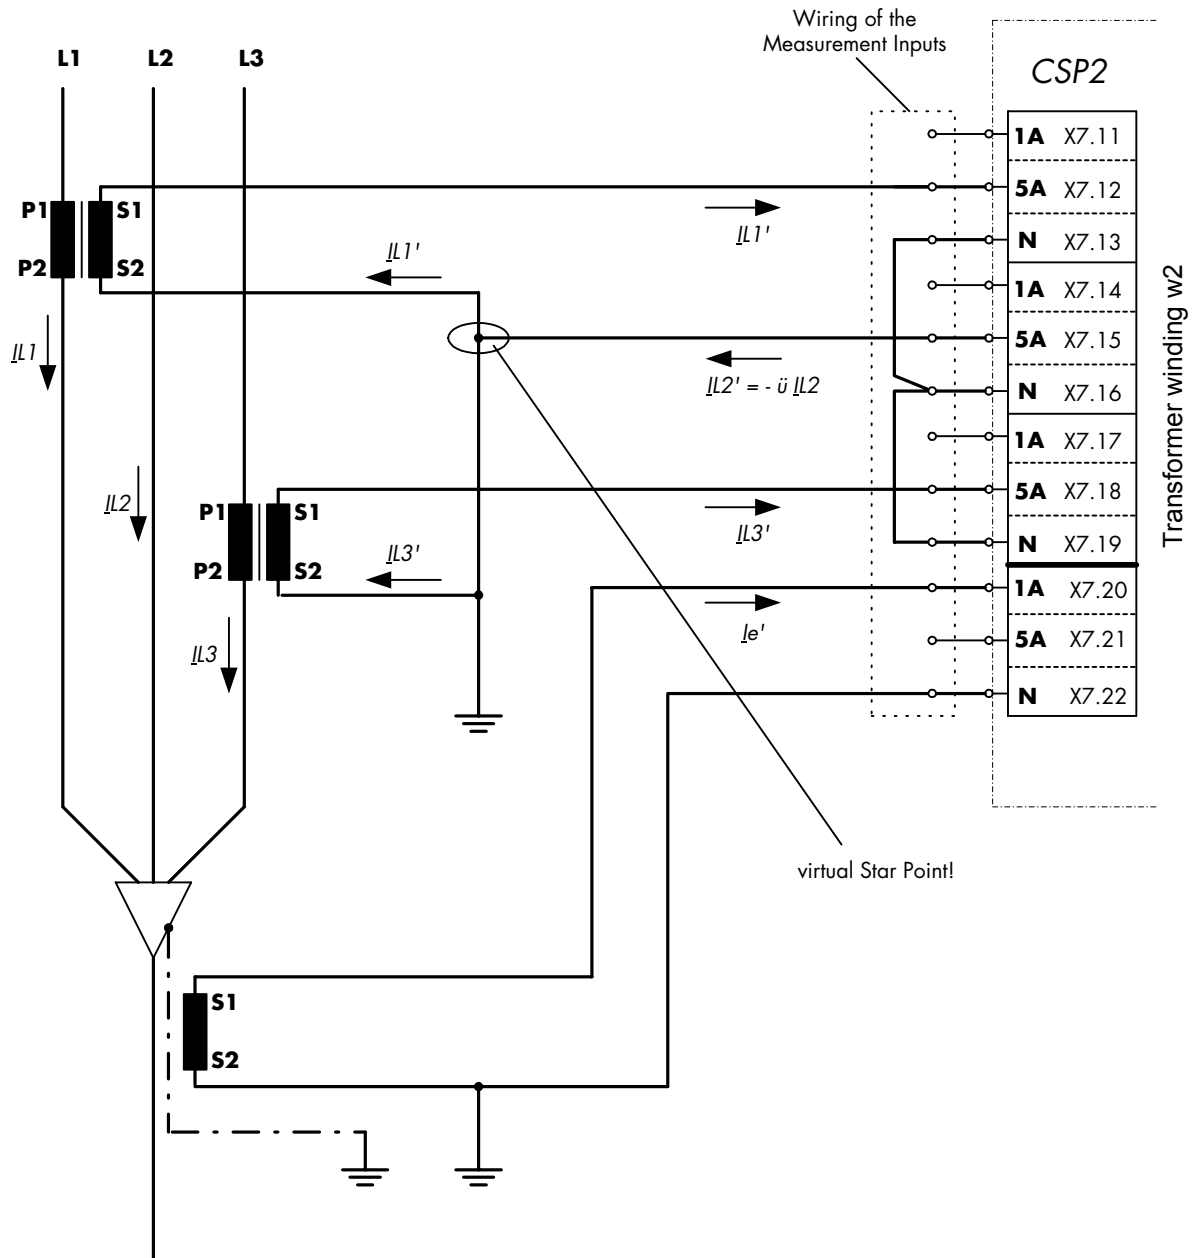 Wiring of the
Measurement Inputs
L1 L2 L3
CSP2
1A X7.11
5A X7.12
N X7.13
1A X7.14
5A X7.15
N X7.16
1A X7.17
5A X7.18
N X7.19
1A X7.20
5A X7.21
N X7.22
Transformer winding w2
P1 S1
P2 S2
IL1'
IL1'
IL1
IL2' = - ü IL2
IL2
P1 S1
P2 S2
IL3'
IL3'
IL3
Ie'
virtual Star Point!
S1
S2